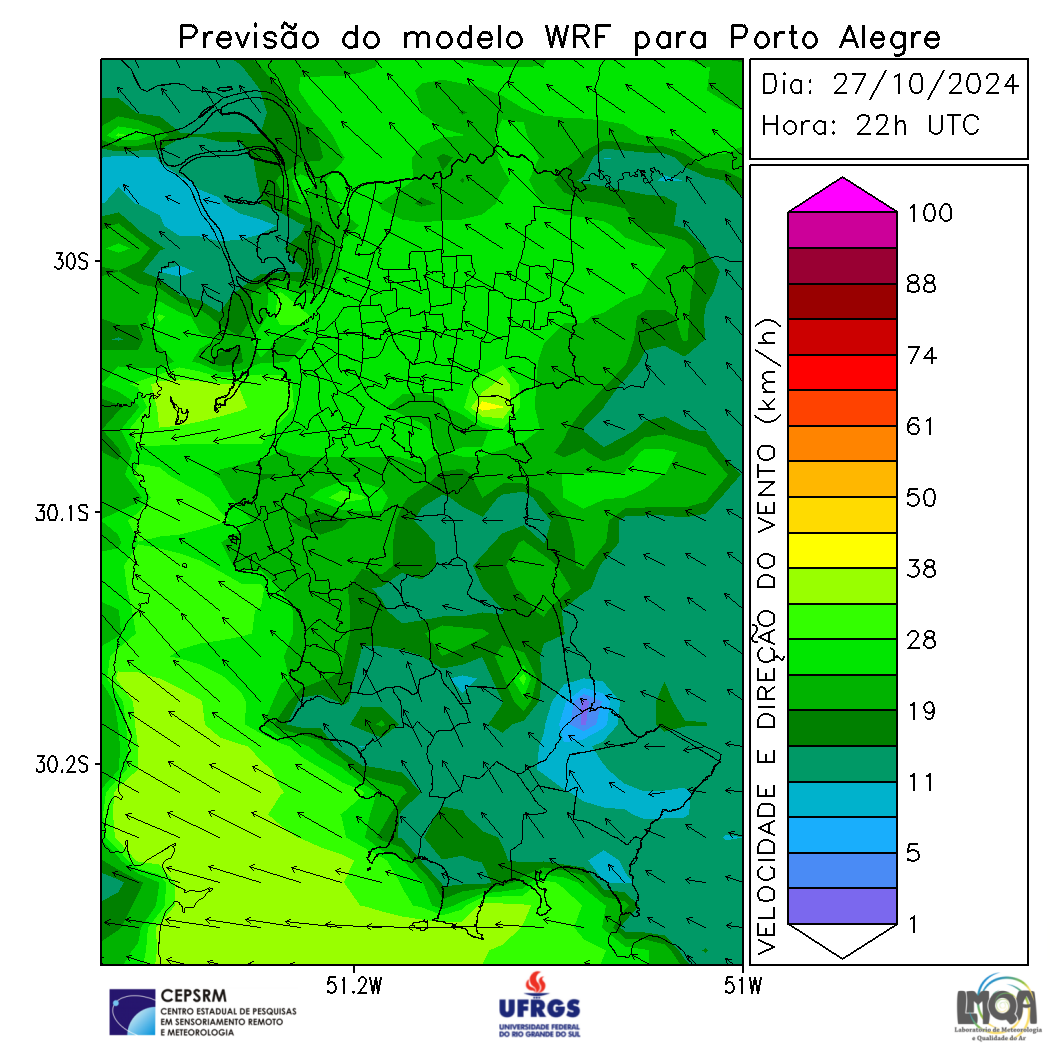 Previsão do modelo WRF para Porto Alegre
Dia: 27/10/2024
Hora: 22h UTC
30S
30.1S
30.2S
51.2W
51W
VELOCIDADE E DIREÇÃO DO VENTO (km/h)
100
88
74
61
50
38
28
19
11
5
1
CEPSRM
CENTRO ESTADUAL DE PESQUISAS
EM SENSORIAMENTO REMOTO
E METEOROLOGIA
UFRGS
UNIVERSIDADE FEDERAL
DO RIO GRANDE DO SUL
LMQA
Laboratório de Meteorologia
e Qualidade do Ar